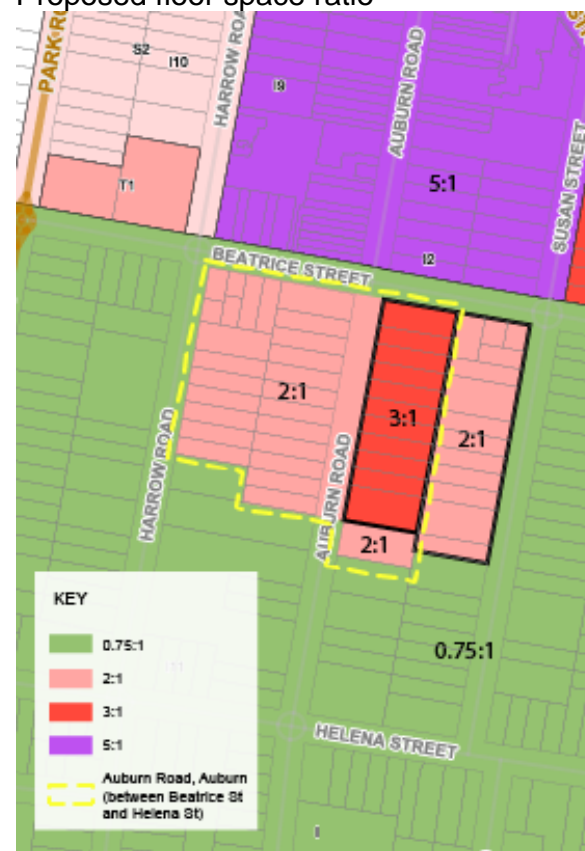 Proposed floor space ratio
PARK RO
S2
I10
HARROW ROA
I9
AUBURN ROAD
5:1
SUSAN STREET
T1
I2
BEATRICE STREET
2:1
3:1
2:1
HARROW ROAD
AUBURN ROAD
2:1
0.75:1
HELENA STREET
KEY
0.75:1
2:1
3:1
5:1
Auburn Road, Auburn
(between Beatrice St
and Helena St)